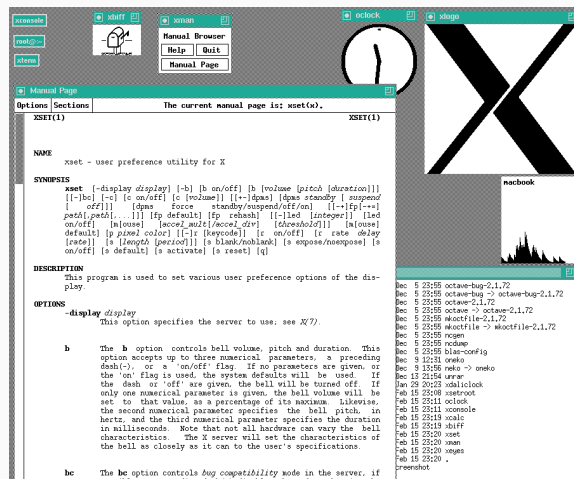 xconsole
xbiff
xman
oclock
xlogo
root@:~
xterm
Manual Browser
Help Quit
Manual Page
Manual Page
Options Sections The current manual page is: xset(x).
XSET(1) XSET(1)
NAME
xset - user preference utility for X
SYNOPSIS
xset [-display display] [-b] [b on/off] [b [volume [pitch [duration]]]
[[-]bc] [-c] [c on/off] [c [volume]] [[+-]dpms] [dpms standby [ suspend
[ off]]] [dpms force standby/suspend/off/on] [[-+]fp[-+=]
path[,path[,...]]] [fp default] [fp rehash] [[-]led [integer]] [led
on/off] [m[ouse] [accel_mult[/accel_div] [threshold]]] [m[ouse]
default] [p pixel color] [[-]r [keycode]] [r on/off] [r rate delay
[rate]] [s [length [period]]] [s blank/noblank] [s expose/noexpose] [s
on/off] [s default] [s activate] [s reset] [q]
DESCRIPTION
This program is used to set various user preference options of the dis-
play.
OPTIONS
-display display
This option specifies the server to use; see X(7).
b The b option controls bell volume, pitch and duration. This
option accepts up to three numerical parameters, a preceding
dash(-), or a 'on/off' flag. If no parameters are given, or
the 'on' flag is used, the system defaults will be used. If
the dash or 'off' are given, the bell will be turned off. If
only one numerical parameter is given, the bell volume will be
set to that value, as a percentage of its maximum. Likewise,
the second numerical parameter specifies the bell pitch, in
hertz, and the third numerical parameter specifies the duration
in milliseconds. Note that not all hardware can vary the bell
characteristics. The X server will set the characteristics of
the bell as closely as it can to the user's specifications.
bc The bc option controls bug compatibility mode in the server, if
macbook
Dec 5 23:55 octave-bug-2.1.72
Dec 5 23:55 octave-bug -> octave-bug-2.1.72
Dec 5 23:55 octave-2.1.72
Dec 5 23:55 octave -> octave-2.1.72
Dec 5 23:55 mkoctfile-2.1.72
Dec 5 23:55 mkoctfile -> mkoctfile-2.1.72
Dec 5 23:55 ncgen
Dec 5 23:55 ncdump
Dec 5 23:55 blas-config
Dec 9 12:31 oneko
Dec 9 13:56 neko -> oneko
Dec 13 21:54 unrar
Jan 29 20:23 xdaliclock
Feb 15 23:08 xsetroot
Feb 15 23:11 oclock
Feb 15 23:11 xconsole
Feb 15 23:19 xcalc
Feb 15 23:19 xbiff
Feb 15 23:20 xset
Feb 15 23:20 xman
Feb 15 23:20 xeyes
Feb 15 23:20 .
creenshot